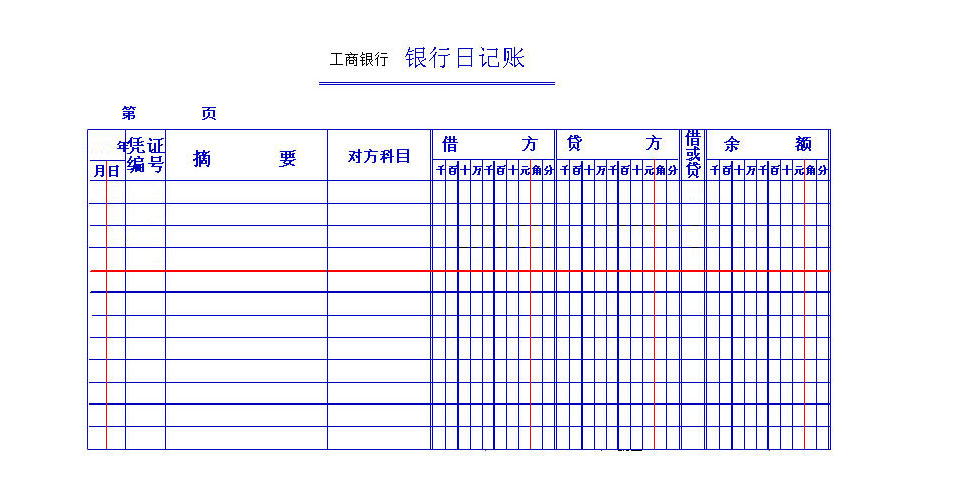 工商银行 银行日记账
第 页
年 凭证编号 摘 要 对方科目 借 方 贷 方 借或贷 余 额
月 日 千 百 十 万 千 百 十 元 角 分 千 百 十 万 千 百 十 元 角 分 千 百 十 万 千 百 十 元 角 分